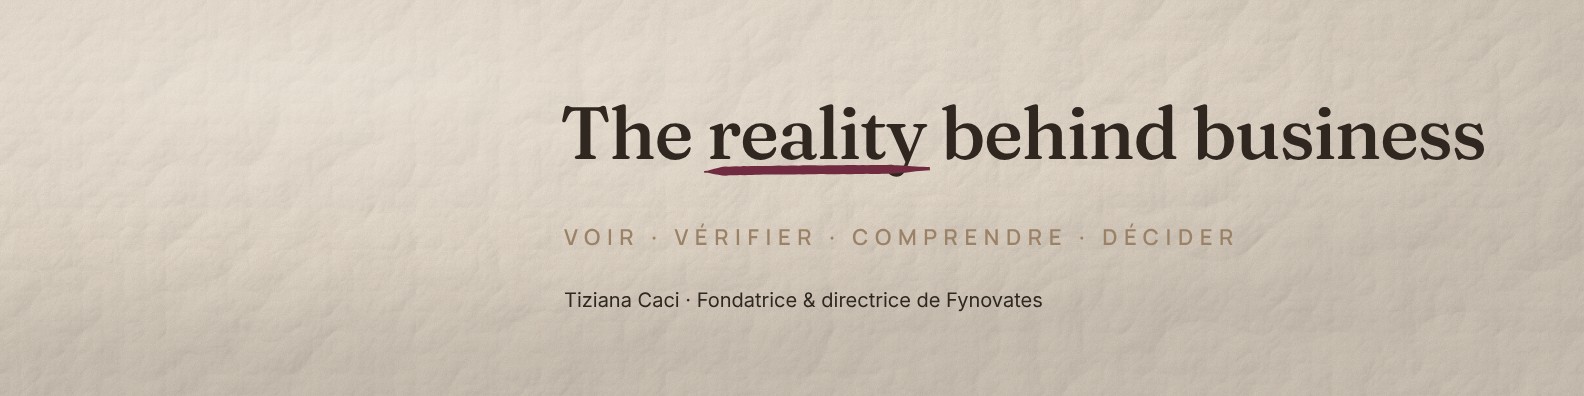 The reality behind business
VOIR · VÉRIFIER · COMPRENDRE · DÉCIDER
Tiziana Caci · Fondatrice & directrice de Fynovates